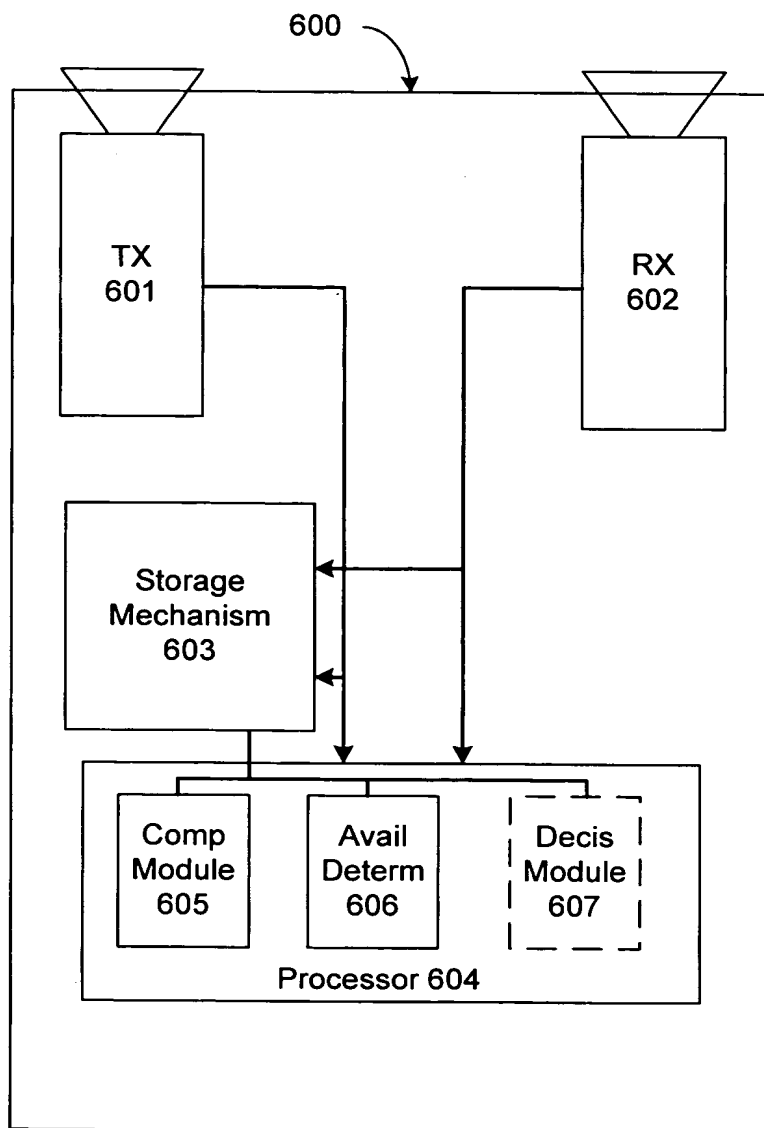 600
TX
601
RX
602
Storage
Mechanism
603
Comp
Module
605
Avail
Determ
606
Decis
Module
607
Processor 604